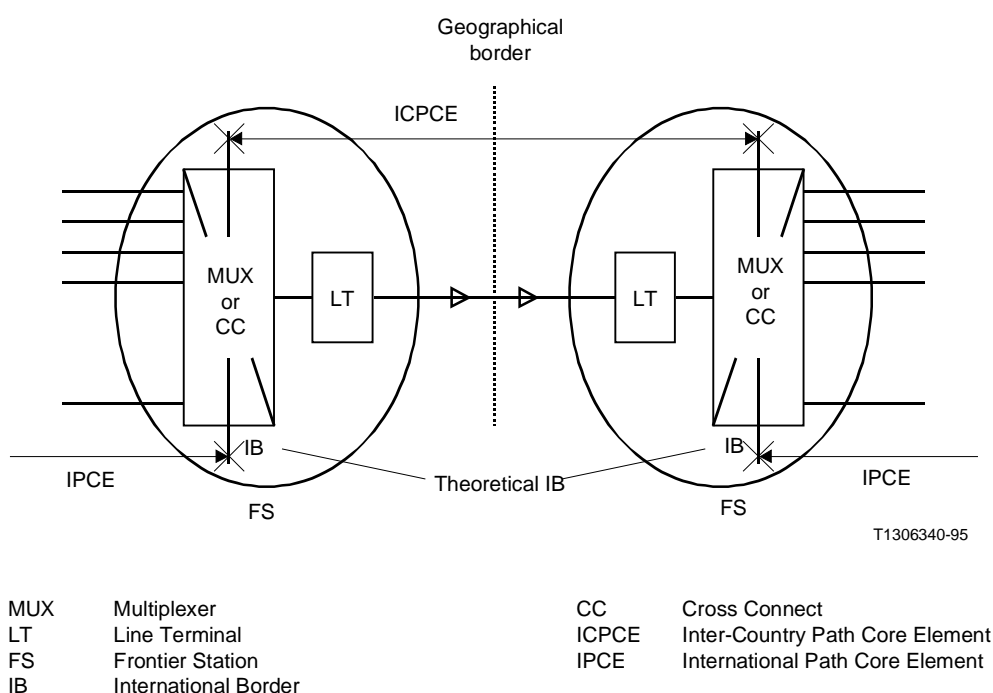 Geographical
border
ICPCE
MUX
or
CC
LT
LT
MUX
or
CC
IB
IB
IPCE
Theoretical IB
IPCE
FS
FS
T1306340-95
MUX Multiplexer
LT Line Terminal
FS Frontier Station
IB International Border
CC Cross Connect
ICPCE Inter-Country Path Core Element
IPCE International Path Core Element